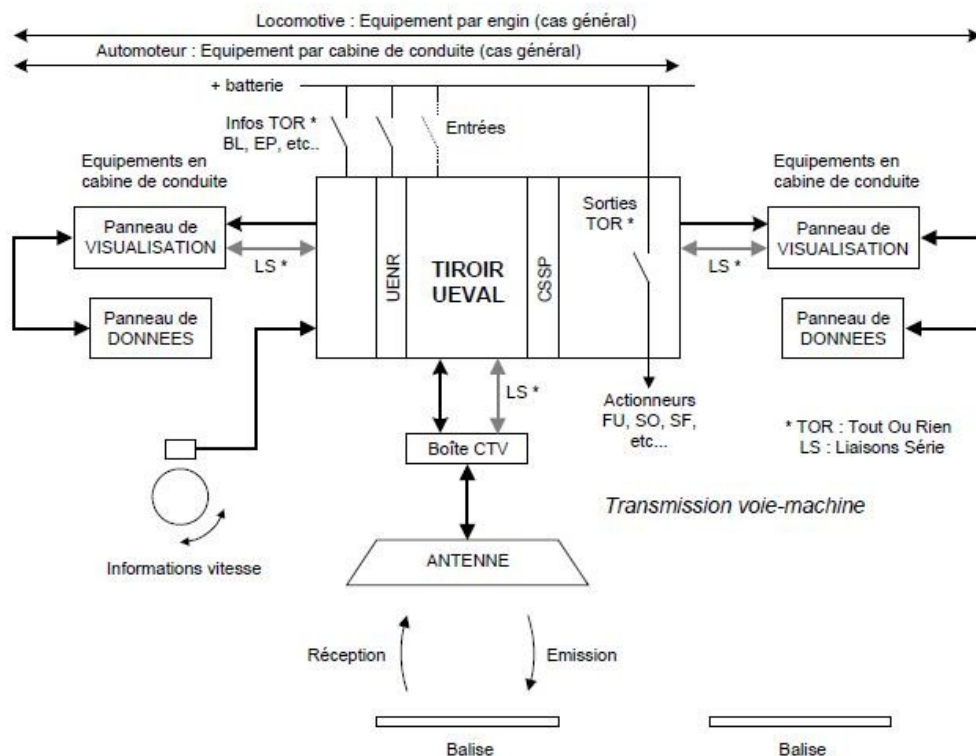 Locomotive : Equipement par engin (cas général)
Automoteur : Equipement par cabine de conduite (cas général)
+ batterie
Infos TOR *
BL, EP, etc..
Entrées
Equipements en
cabine de conduite
Panneau de
VISUALISATION
LS *
Panneau de
DONNEES
UENR
TIROIR
UEVAL
CSSP
Sorties
TOR *
Equipements en
cabine de conduite
Panneau de
VISUALISATION
LS *
Panneau de
DONNEES
LS *
Actionneurs
FU, SO, SF,
etc...
* TOR : Tout Ou Rien
LS : Liaisons Série
Boîte CTV
Transmission voie-machine
ANTENNE
Informations vitesse
Réception
Emission
Balise
Balise